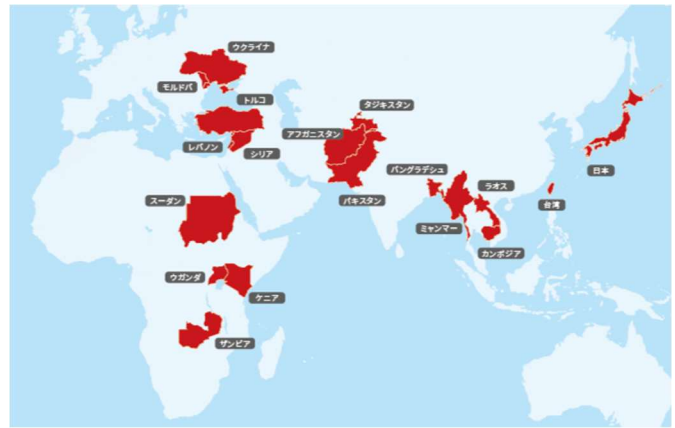 ウクライナ
モルドバ
トルコ
タジキスタン
アフガニスタン
レバノン
シリア
バングラデシュ
ラオス
日本
スーダン
パキスタン
台湾
ミャンマー
カンボジア
ウガンダ
ケニア
ザンビア